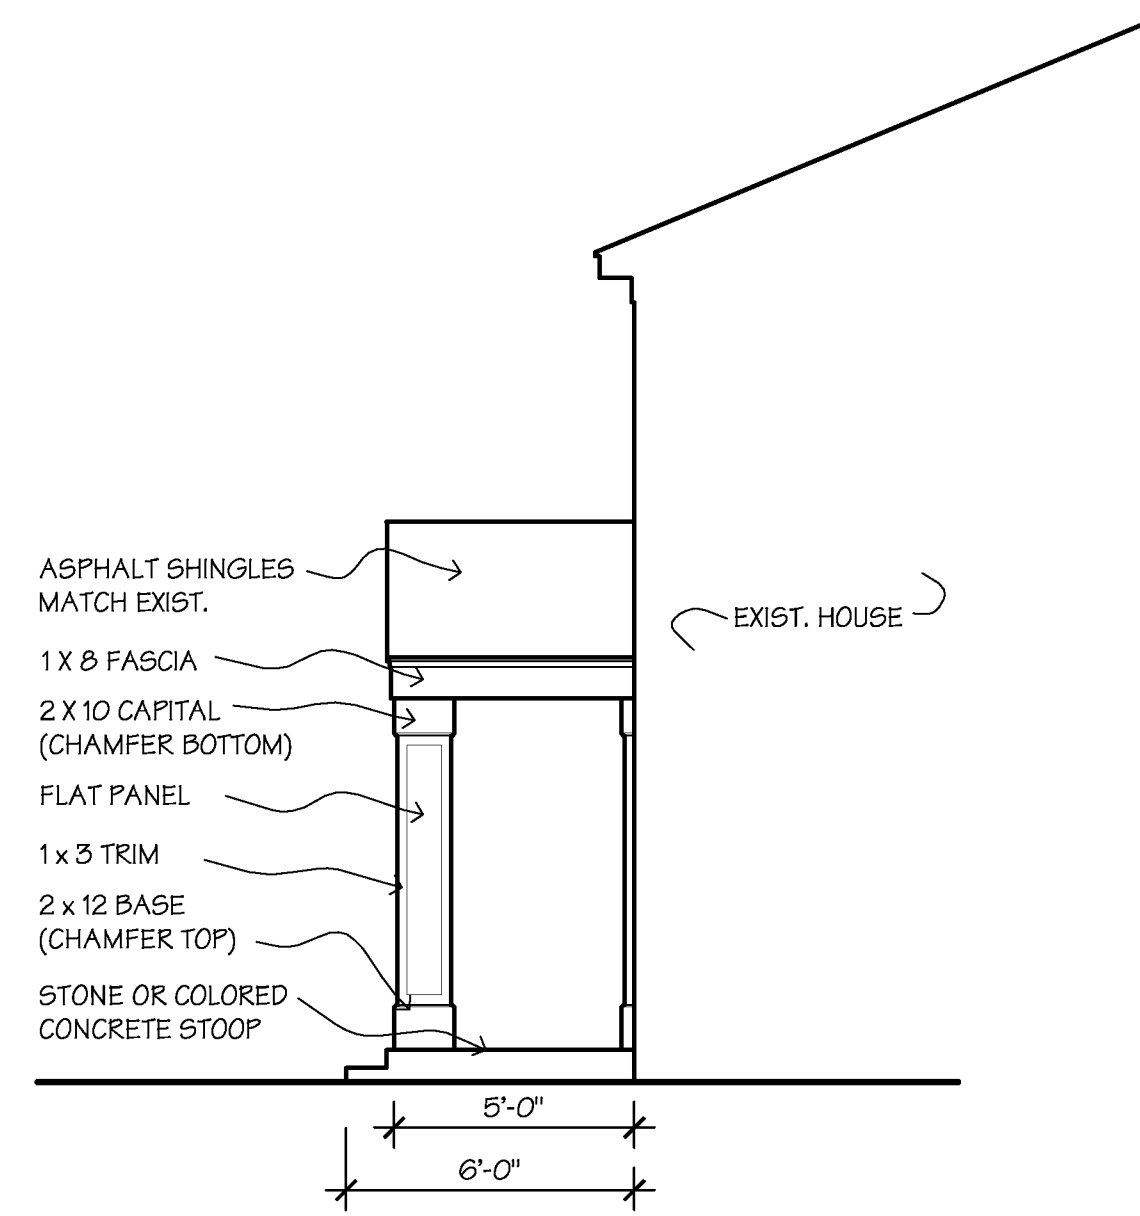 ASPHALT SHINGLES
MATCH EXIST.
EXIST. HOUSE
1 X 8 FASCIA
2 X 10 CAPITAL
(CHAMFER BOTTOM)
FLAT PANEL
1 x 3 TRIM
2 x 12 BASE
(CHAMFER TOP)
STONE OR COLORED
CONCRETE STOOP
5'-0"
6'-0"